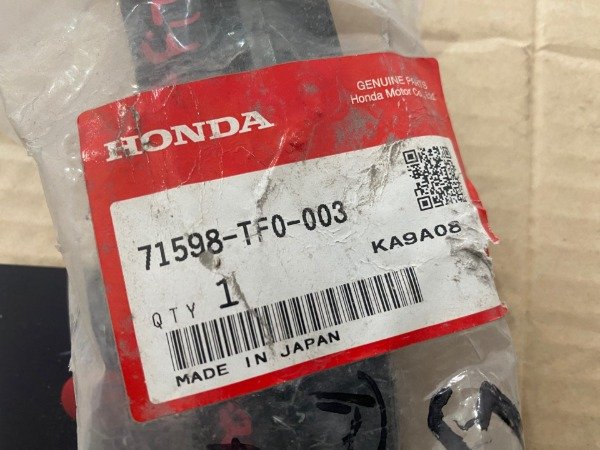 GENUINE PARTS
Honda Motor Co., Ltd.
HONDA
71598-TF0-003
KA9A08
QTY 1
MADE IN JAPAN